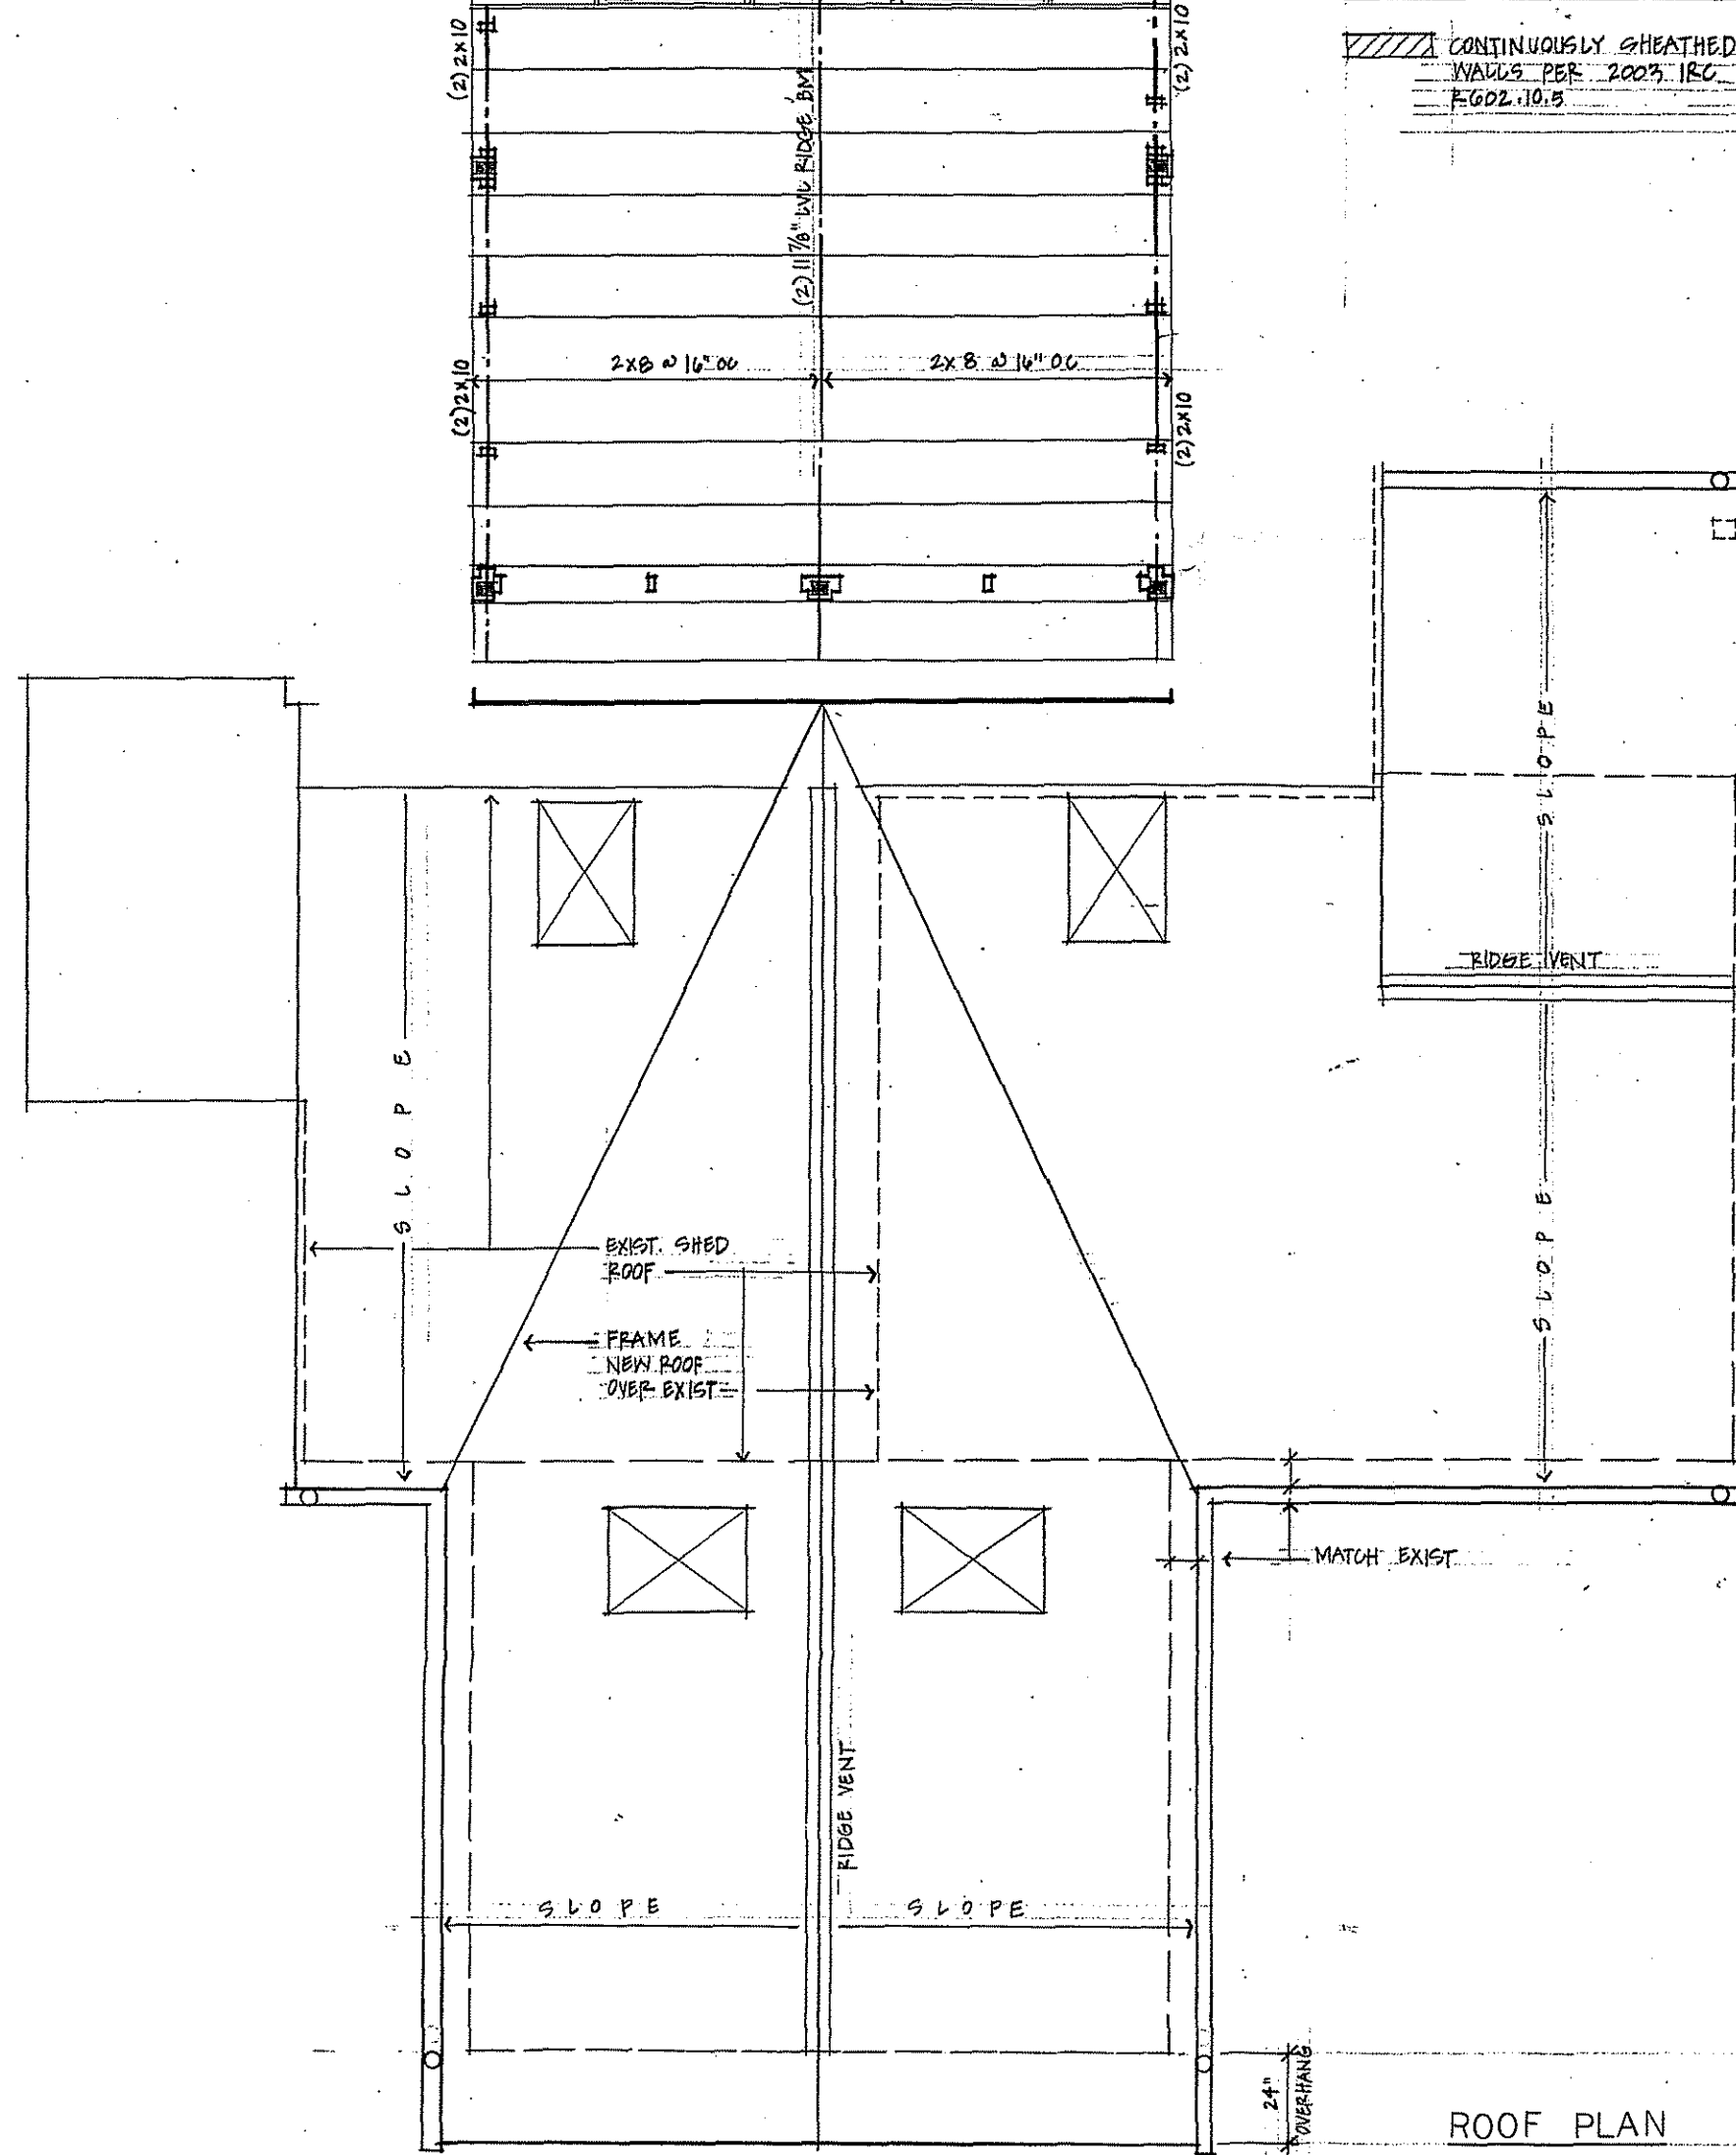 (2) 2x10
(2) 11 7/8" LVL RIDGE BM
(2) 2x10
CONTINUOUSLY SHEATHED
WALLS PER 2003 IRC
R602.10.5
2x8 @ 16" OC
2x8 @ 16" OC
(2) 2x10
(2) 2x10
SLOPE
RIDGE VENT
SLOPE
EXIST. SHED
ROOF
FRAME
NEW ROOF
OVER EXIST
SLOPE
MATCH EXIST
RIDGE VENT
SLOPE
SLOPE
24"
OVERHANG
ROOF PLAN